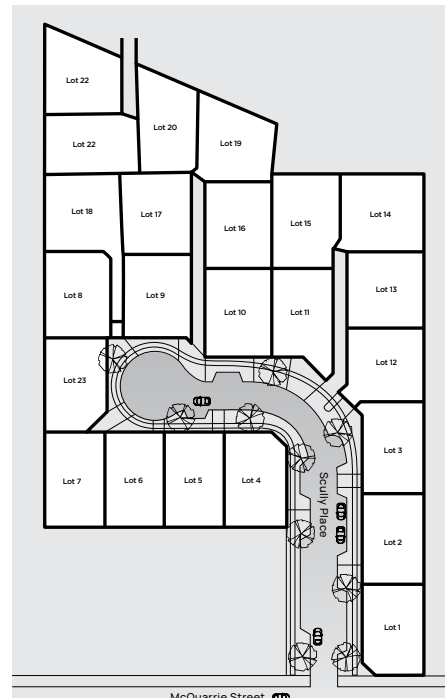 Lot 22
Lot 20
Lot 19
Lot 22
Lot 18
Lot 17
Lot 16
Lot 15
Lot 14
Lot 8
Lot 9
Lot 10
Lot 11
Lot 13
Lot 12
Lot 23
Lot 3
Lot 7
Lot 6
Lot 5
Lot 4
Scully Place
Lot 2
Lot 1
McQuarrie Street